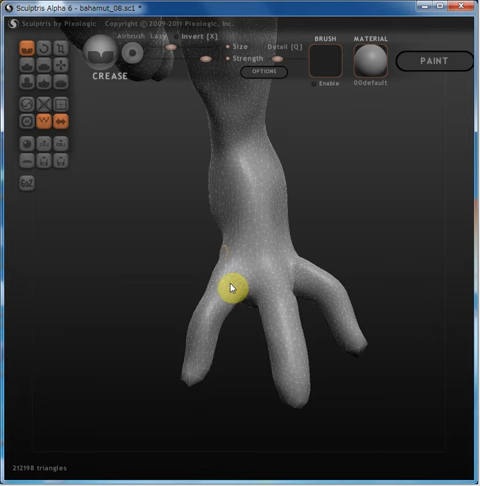 Sculptris Alpha 6 - bahamut_08.sc1 *
Sculptris by Pixologic Copyright ©2009-2011 Pixologic, Inc.
Airbrush Lazy Invert [X]
Size Detail [Q]
Strength
CREASE
OPTIONS
BRUSH
Enable
MATERIAL
00default
PAINT
212198 triangles